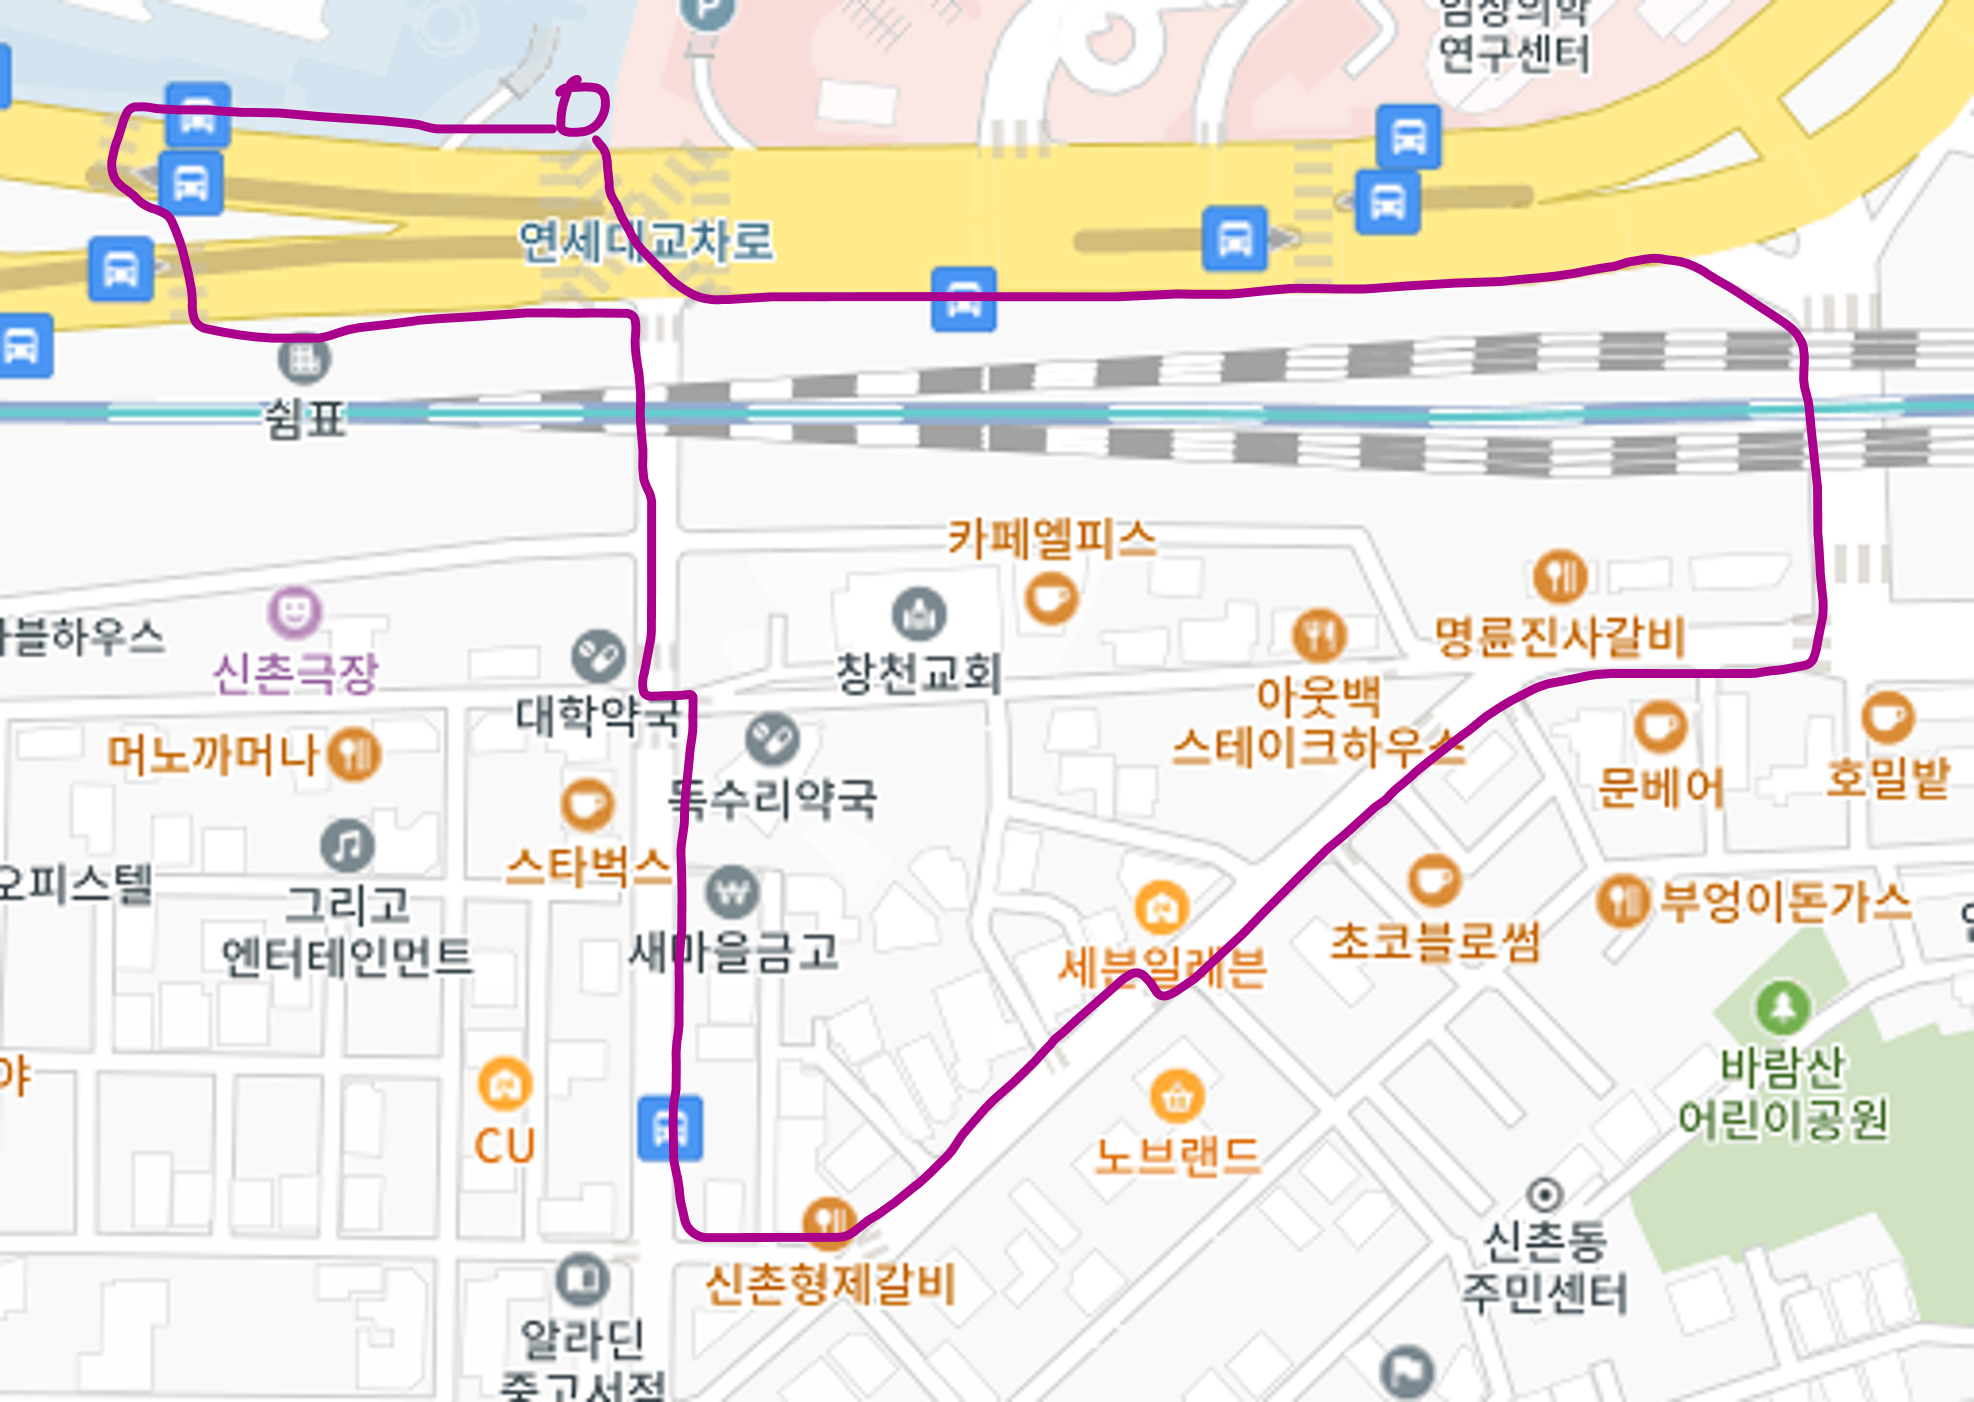 P
임상의학
연구센터
연세대교차로
쉼표
카페엘피스
신촌극장
대학약국
창천교회
명륜진사갈비
아웃백
스테이크하우스
머노까머나
독수리약국
문베어
호밀밭
스타벅스
오피스텔
그리고
엔터테인먼트
새마을금고
세븐일레븐
초코블로썸
부엉이돈가스
야
CU
노브랜드
바람산
어린이공원
신촌형제갈비
신촌동
주민센터
알라딘
중고서점